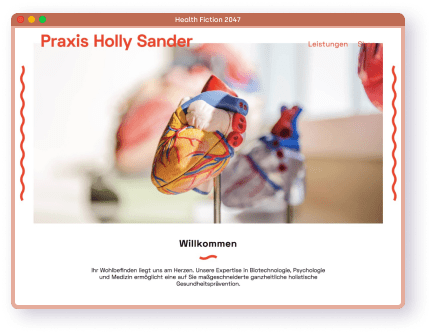 Health Fiction 2047
Praxis Holly Sander
Leistungen
Willkommen
Ihr Wohlbefinden liegt uns am Herzen. Unsere Expertise in Biotechnologie, Psychologie
und Medizin ermöglicht eine auf Sie maßgeschneiderte ganzheitliche holistische
Gesundheitsprävention.